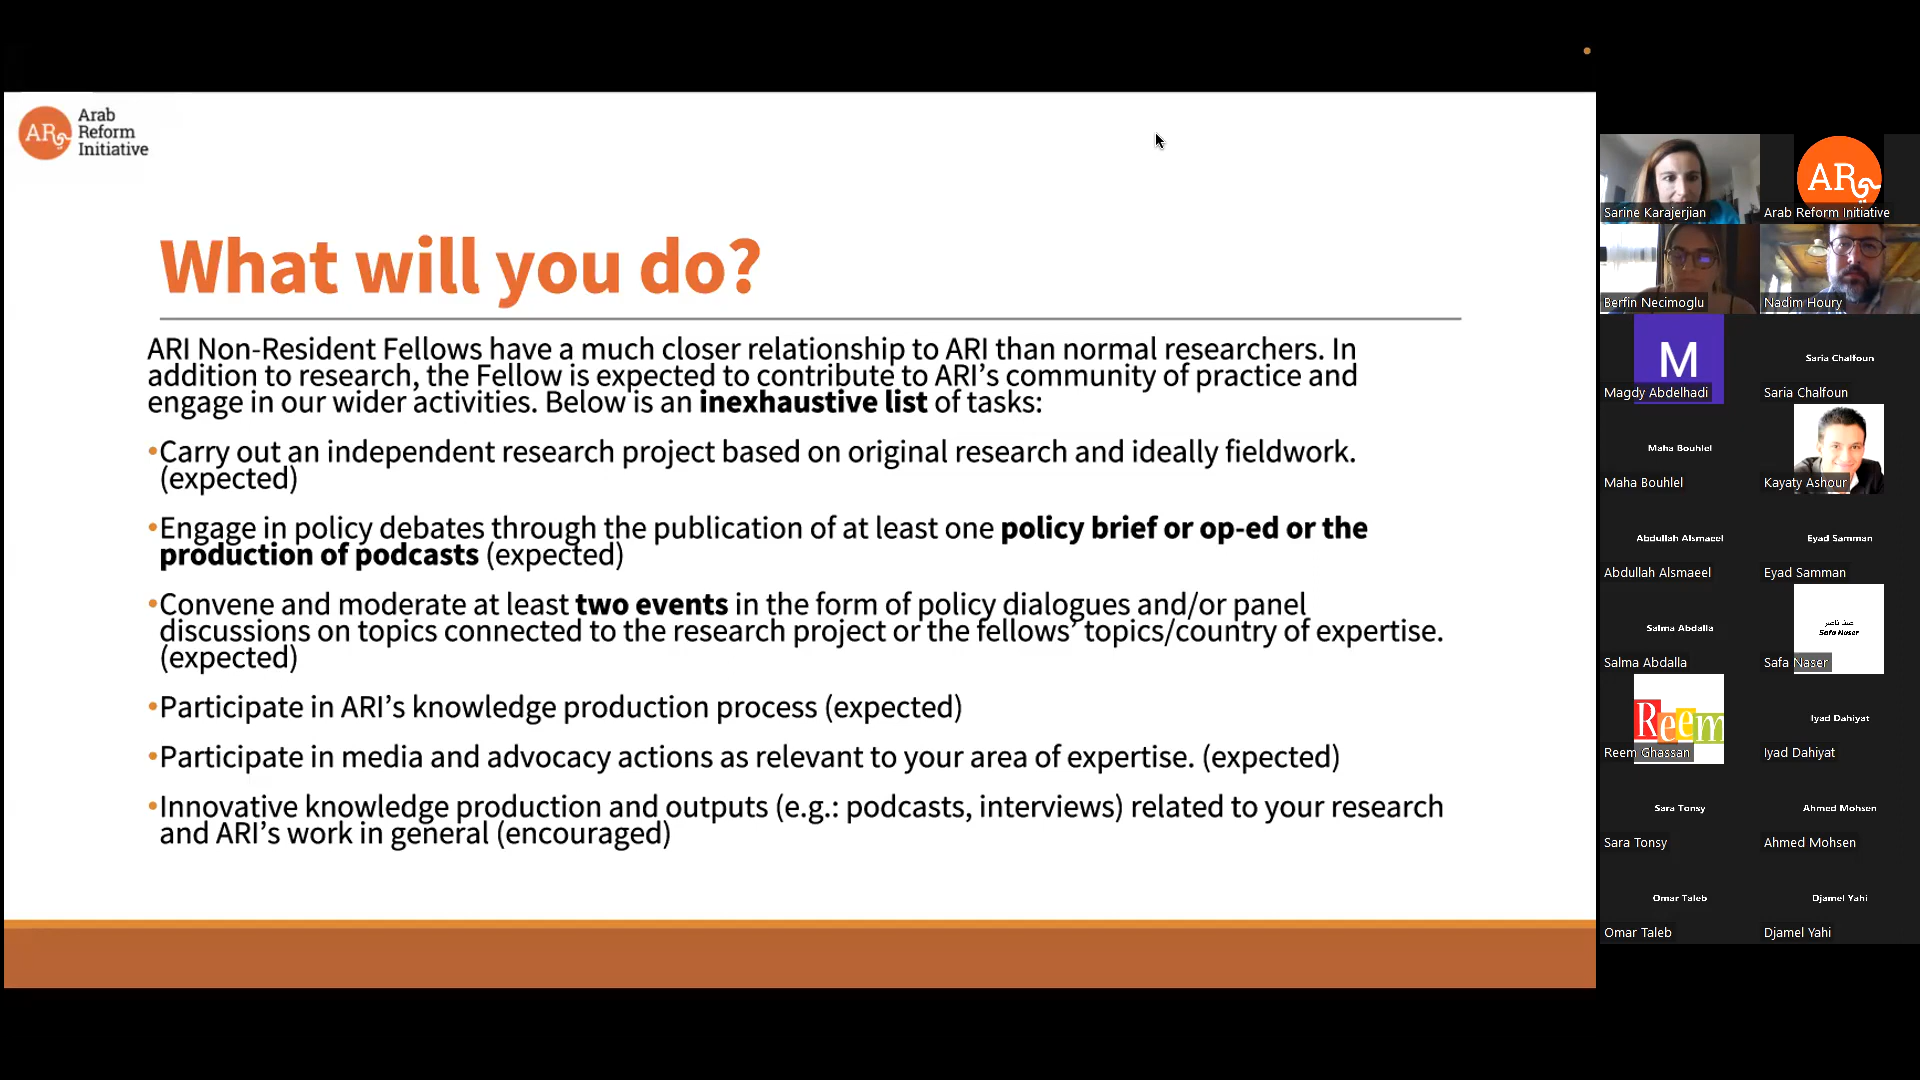 Arab
Reform
Initiative
What will you do?
ARI Non-Resident Fellows have a much closer relationship to ARI than normal researchers. In
addition to research, the Fellow is expected to contribute to ARI’s community of practice and
engage in our wider activities. Below is an inexhaustive list of tasks:
•Carry out an independent research project based on original research and ideally fieldwork.
(expected)
•Engage in policy debates through the publication of at least one policy brief or op-ed or the
production of podcasts (expected)
•Convene and moderate at least two events in the form of policy dialogues and/or panel
discussions on topics connected to the research project or the fellows’ topics/country of expertise.
(expected)
•Participate in ARI’s knowledge production process (expected)
•Participate in media and advocacy actions as relevant to your area of expertise. (expected)
•Innovative knowledge production and outputs (e.g.: podcasts, interviews) related to your research
and ARI’s work in general (encouraged)
Sarine Karajerjian
Arab Reform Initiative
Berfin Necimoglu
Nadim Houry
M
Magdy Abdelhadi
Saria Chalfoun
Saria Chalfoun
Maha Bouhlel
Maha Bouhlel
Kayaty Ashour
Abdullah Alsmaeel
Abdullah Alsmaeel
Eyad Samman
Eyad Samman
Salma Abdalla
Salma Abdalla
Safa Nuser
Safa Naser
Reem
Reem Ghassan
Iyad Dahiyat
Iyad Dahiyat
Sara Tonsy
Sara Tonsy
Ahmed Mohsen
Ahmed Mohsen
Omar Taleb
Omar Taleb
Djamel Yahi
Djamel Yahi